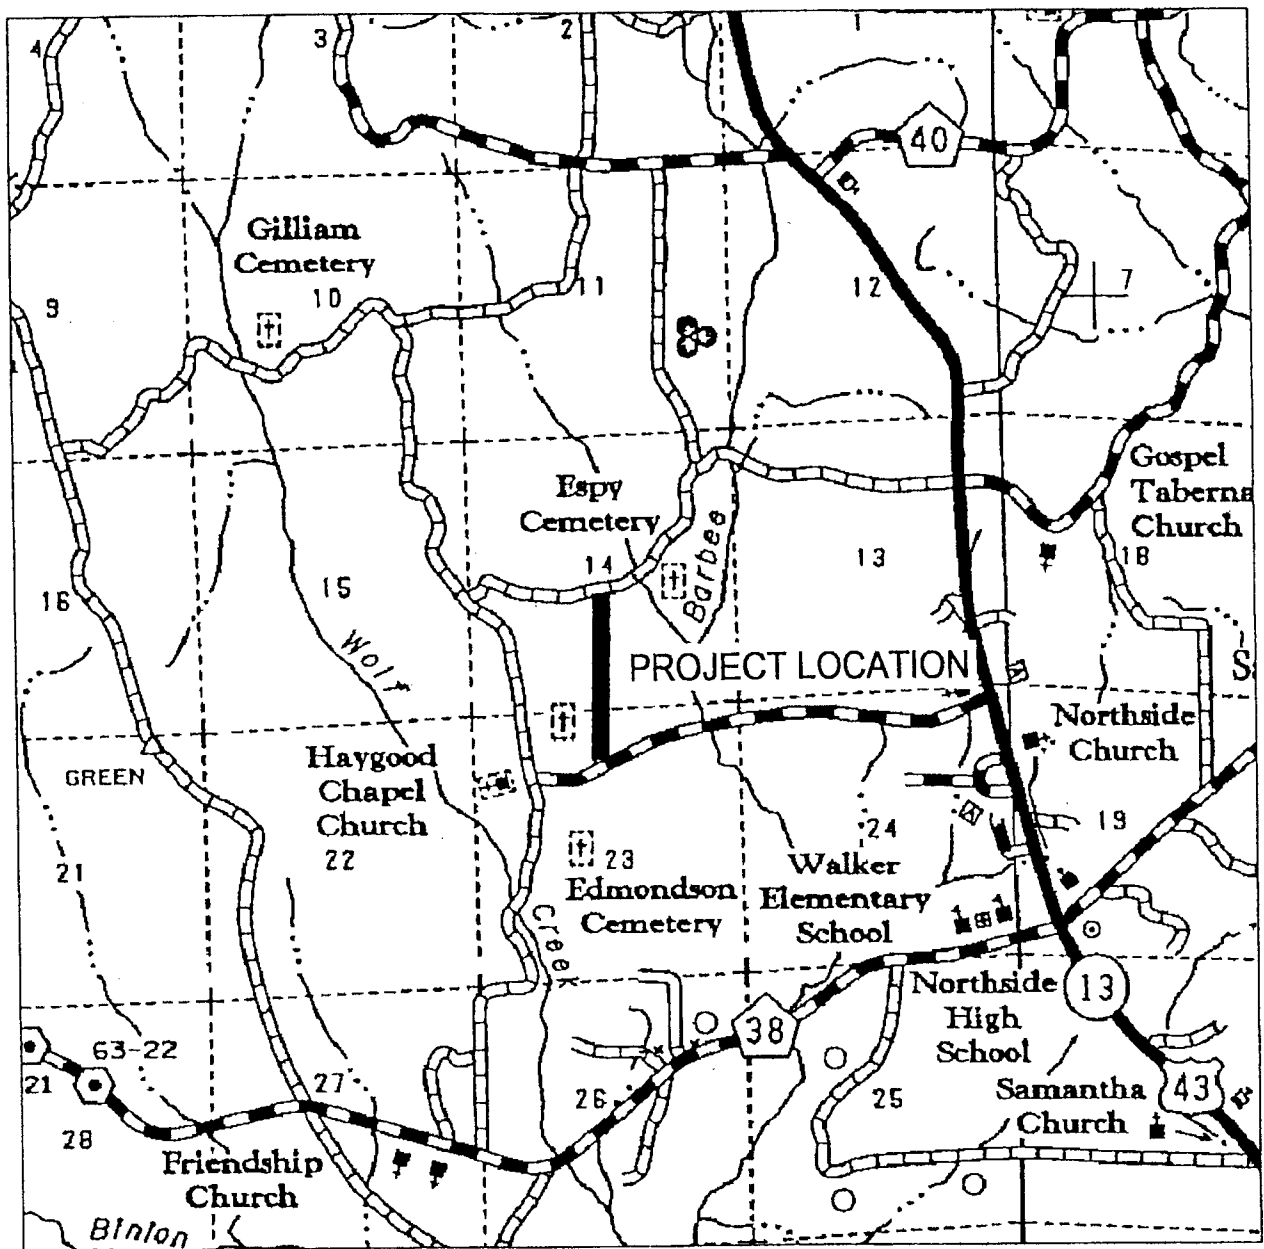 4
3
2
40
Gilliam
Cemetery
10
9
11
12
7
Espy
Cemetery
Gospel
Taberna
Church
14
13
18
16
15
Barbee
Wolf
PROJECT LOCATION
S
Northside
Church
GREEN
Haygood
Chapel
Church
22
21
23
24
19
Edmondson
Cemetery
Walker
Elementary
School
Creek
Northside
High
School
13
38
63-22
21
27
26
25
28
43
Samantha
Church
Friendship
Church
Binion